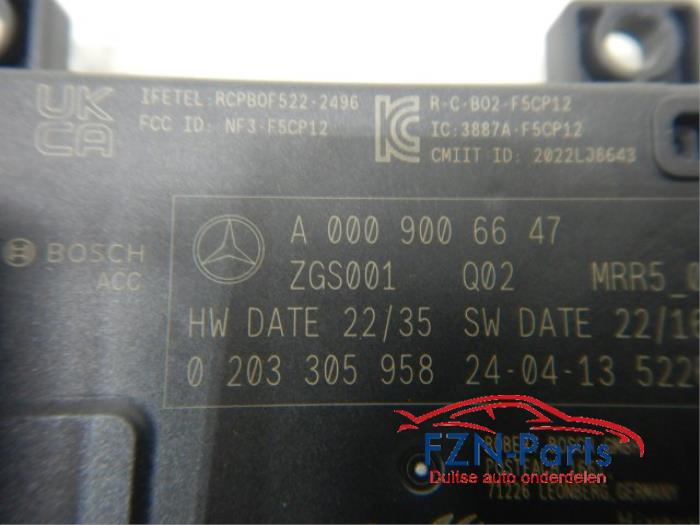 UK
CA
IFETEL: RCPBOF522-2496
FCC ID: NF3-F5CP12
R-C-B02-F5CP12
IC:3887A-F5CP12
CMIIT ID: 2022LJ8643
BOSCH
ACC
A 000 900 66 47
ZGS001 Q02 MRR5_
HW DATE 22/35 SW DATE 22/1
0 203 305 958 24-04-13 522
ROBERT BOSCH
FZN-Parts
Duitse auto onderdelen
71226 LEONBERG, GERMANY